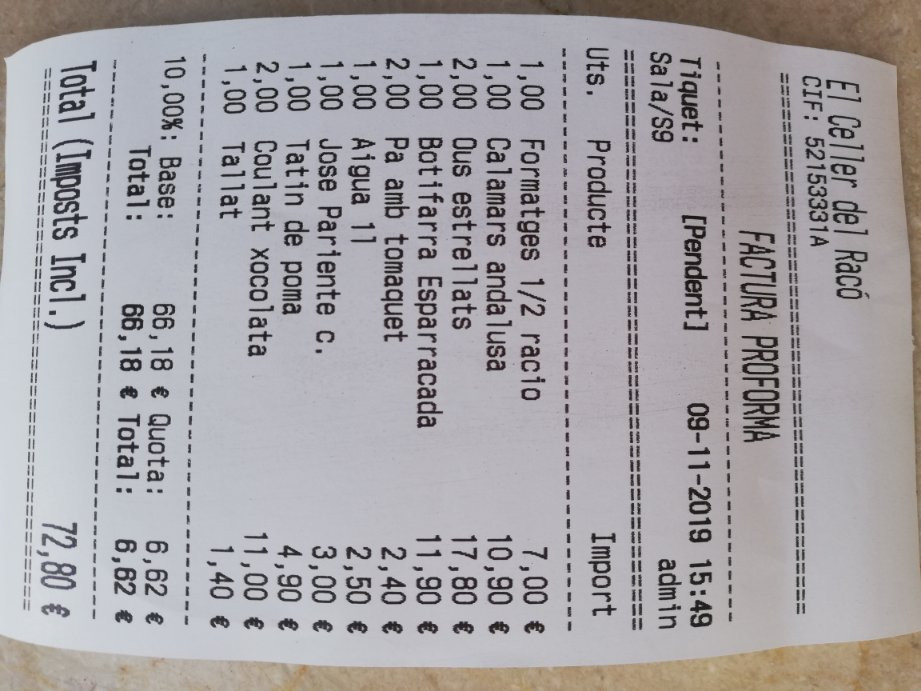 El Celler del Racó
CIF: 52153331A
================================================
FACTURA PROFORMA
------------------------------------------------
Tiquet: [Pendent] 09-11-2019 15:49
Sala/S9 admin
================================================
Uts. Producte Import
------------------------------------------------
1,00 Formatges 1/2 racio 7,00 €
1,00 Calamars andalusa 10,90 €
2,00 Ous estrellats 17,80 €
1,00 Botifarra Esparracada 11,90 €
2,00 Pa amb tomaquet 2,40 €
1,00 Aigua 1l 2,50 €
1,00 Jose Pariente c. 3,00 €
1,00 Tatin de poma 4,90 €
2,00 Coulant xocolata 11,00 €
1,00 Tallat 1,40 €
------------------------------------------------
10,00%: Base: 66,18 € Quota: 6,62 €
Total: 66,18 € Total: 6,62 €
------------------------------------------------
Total (Imposts Incl.) 72,80 €
================================================